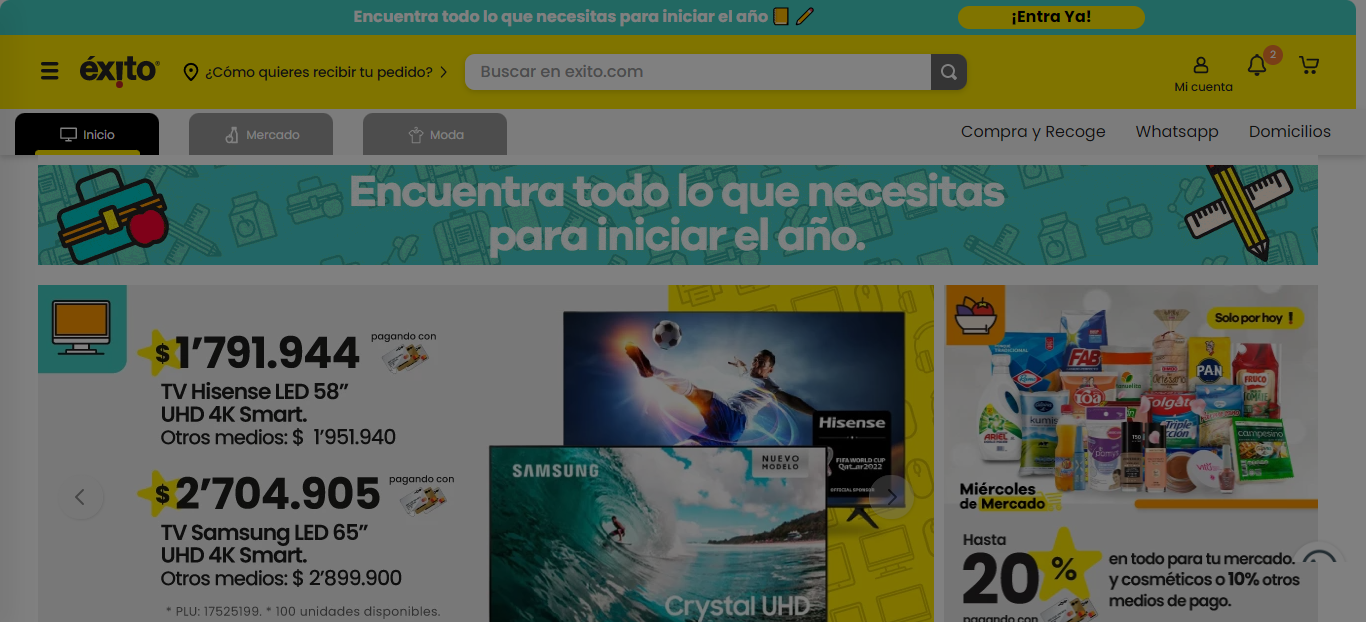 Encuentra todo lo que necesitas para iniciar el año
¡Entra Ya!
éxito
¿Cómo quieres recibir tu pedido?
Buscar en exito.com
Mi cuenta
2
Inicio
Mercado
Moda
Compra y Recoge
Whatsapp
Domicilios
Encuentra todo lo que necesitas
para iniciar el año.
$1’791.944
pagando con
TV Hisense LED 58”
UHD 4K Smart.
Otros medios: $ 1’951.940
$2’704.905
pagando con
TV Samsung LED 65”
UHD 4K Smart.
Otros medios: $ 2’899.900
* PLU: 17525199. * 100 unidades disponibles.
Hisense
FIFA WORLD CUP
Qatar2022
OFFICIAL SPONSOR
SAMSUNG
NUEVO
MODELO
Crystal UHD
Solo por hoy !
FAB
PAN
FRUCO
Colgate
Triple
Acción
ARIEL
kumis
campesino
Miércoles
de Mercado
Hasta
20%
pagando con
en todo para tu mercado.
y cosméticos o 10% otros
medios de pago.